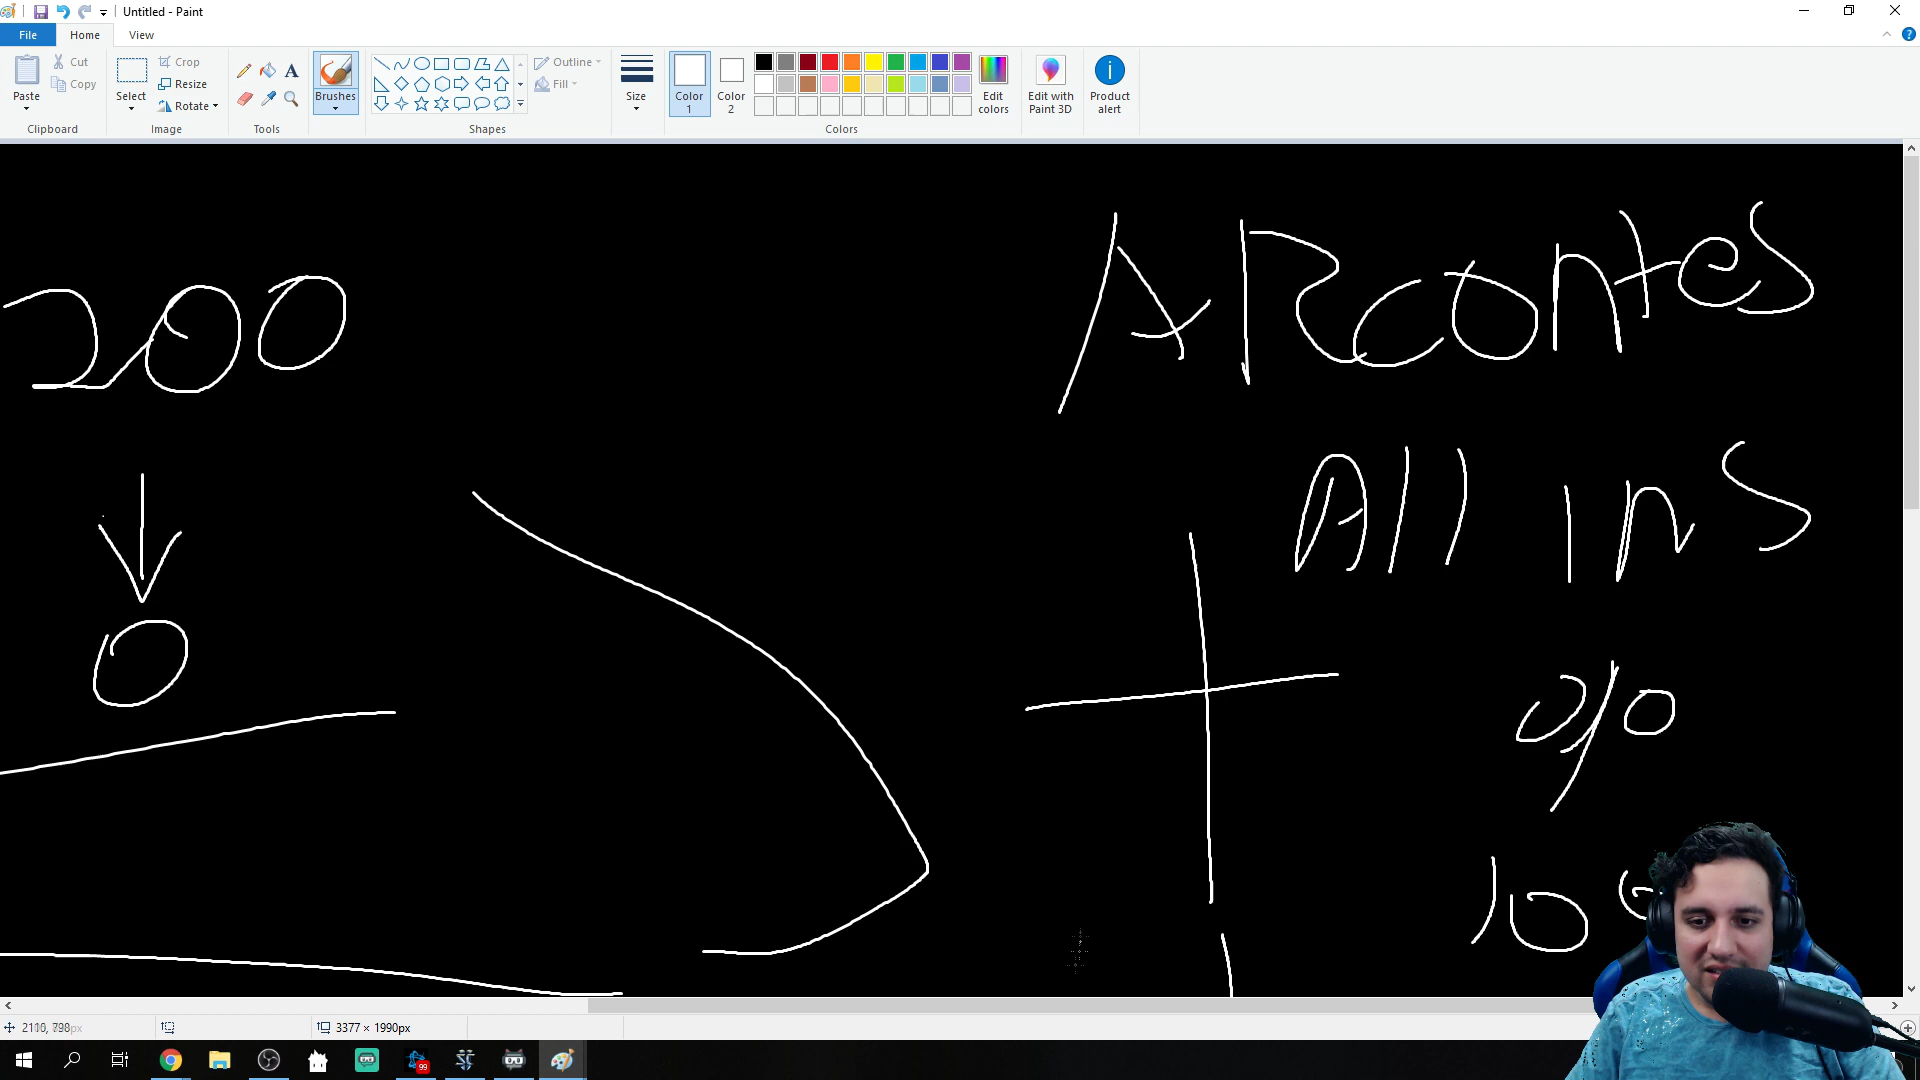 Untitled - Paint
File Home View
Paste
Cut
Copy
Clipboard
Select
Crop
Resize
Rotate
Image
Tools
Brushes
Shapes
Outline
Fill
Size
Color 1
Color 2
Colors
Edit colors
Edit with Paint 3D
Product alert
200
0
ARcontes
All INS
0/0
10
3377 × 1990px
99